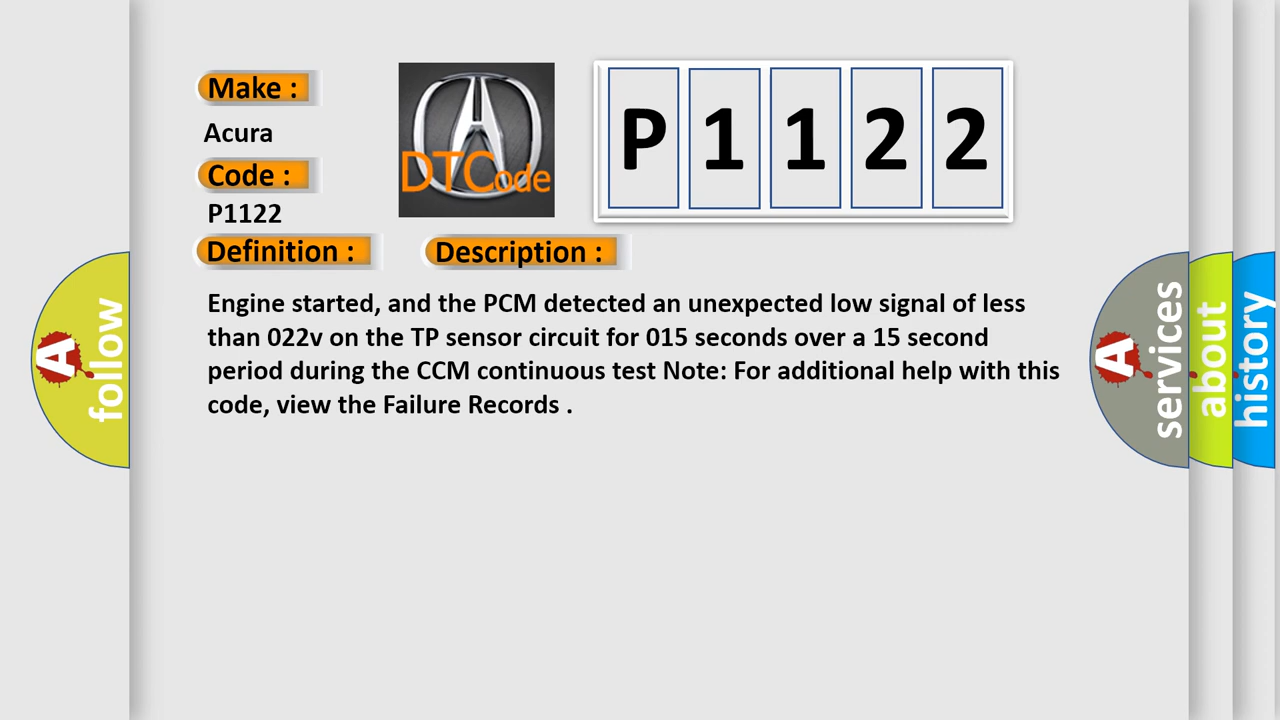 Make :
Acura
Code :
P1122
Definition :
Description :
DTCode
P 1 1 2 2
Engine started, and the PCM detected an unexpected low signal of less
than 022v on the TP sensor circuit for 015 seconds over a 15 second
period during the CCM continuous test Note: For additional help with this
code, view the Failure Records .
A
follow
A
services
about
history